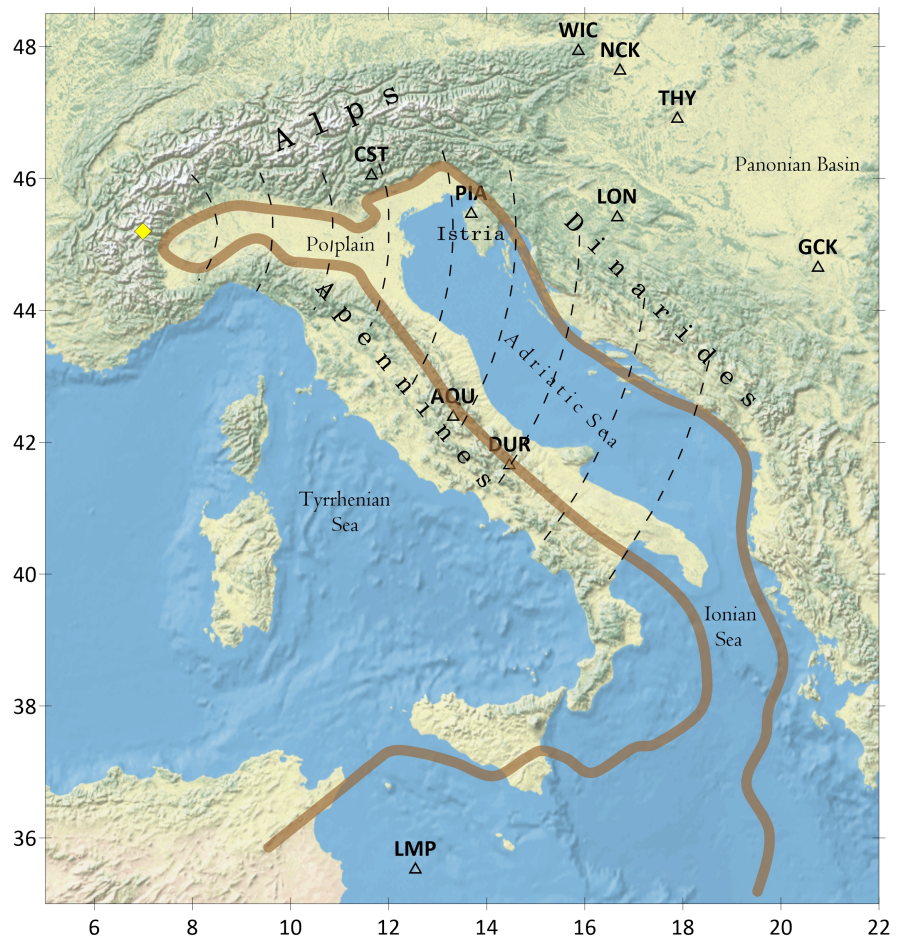 WIC
NCK
THY
Alps
CST
Panonian Basin
PIA
LON
Istria
Po plain
Dinarides
GCK
Apennines
Adriatic Sea
AQU
DUR
Tyrrhenian
Sea
Ionian
Sea
LMP
48
46
44
42
40
38
36
6 8 10 12 14 16 18 20 22